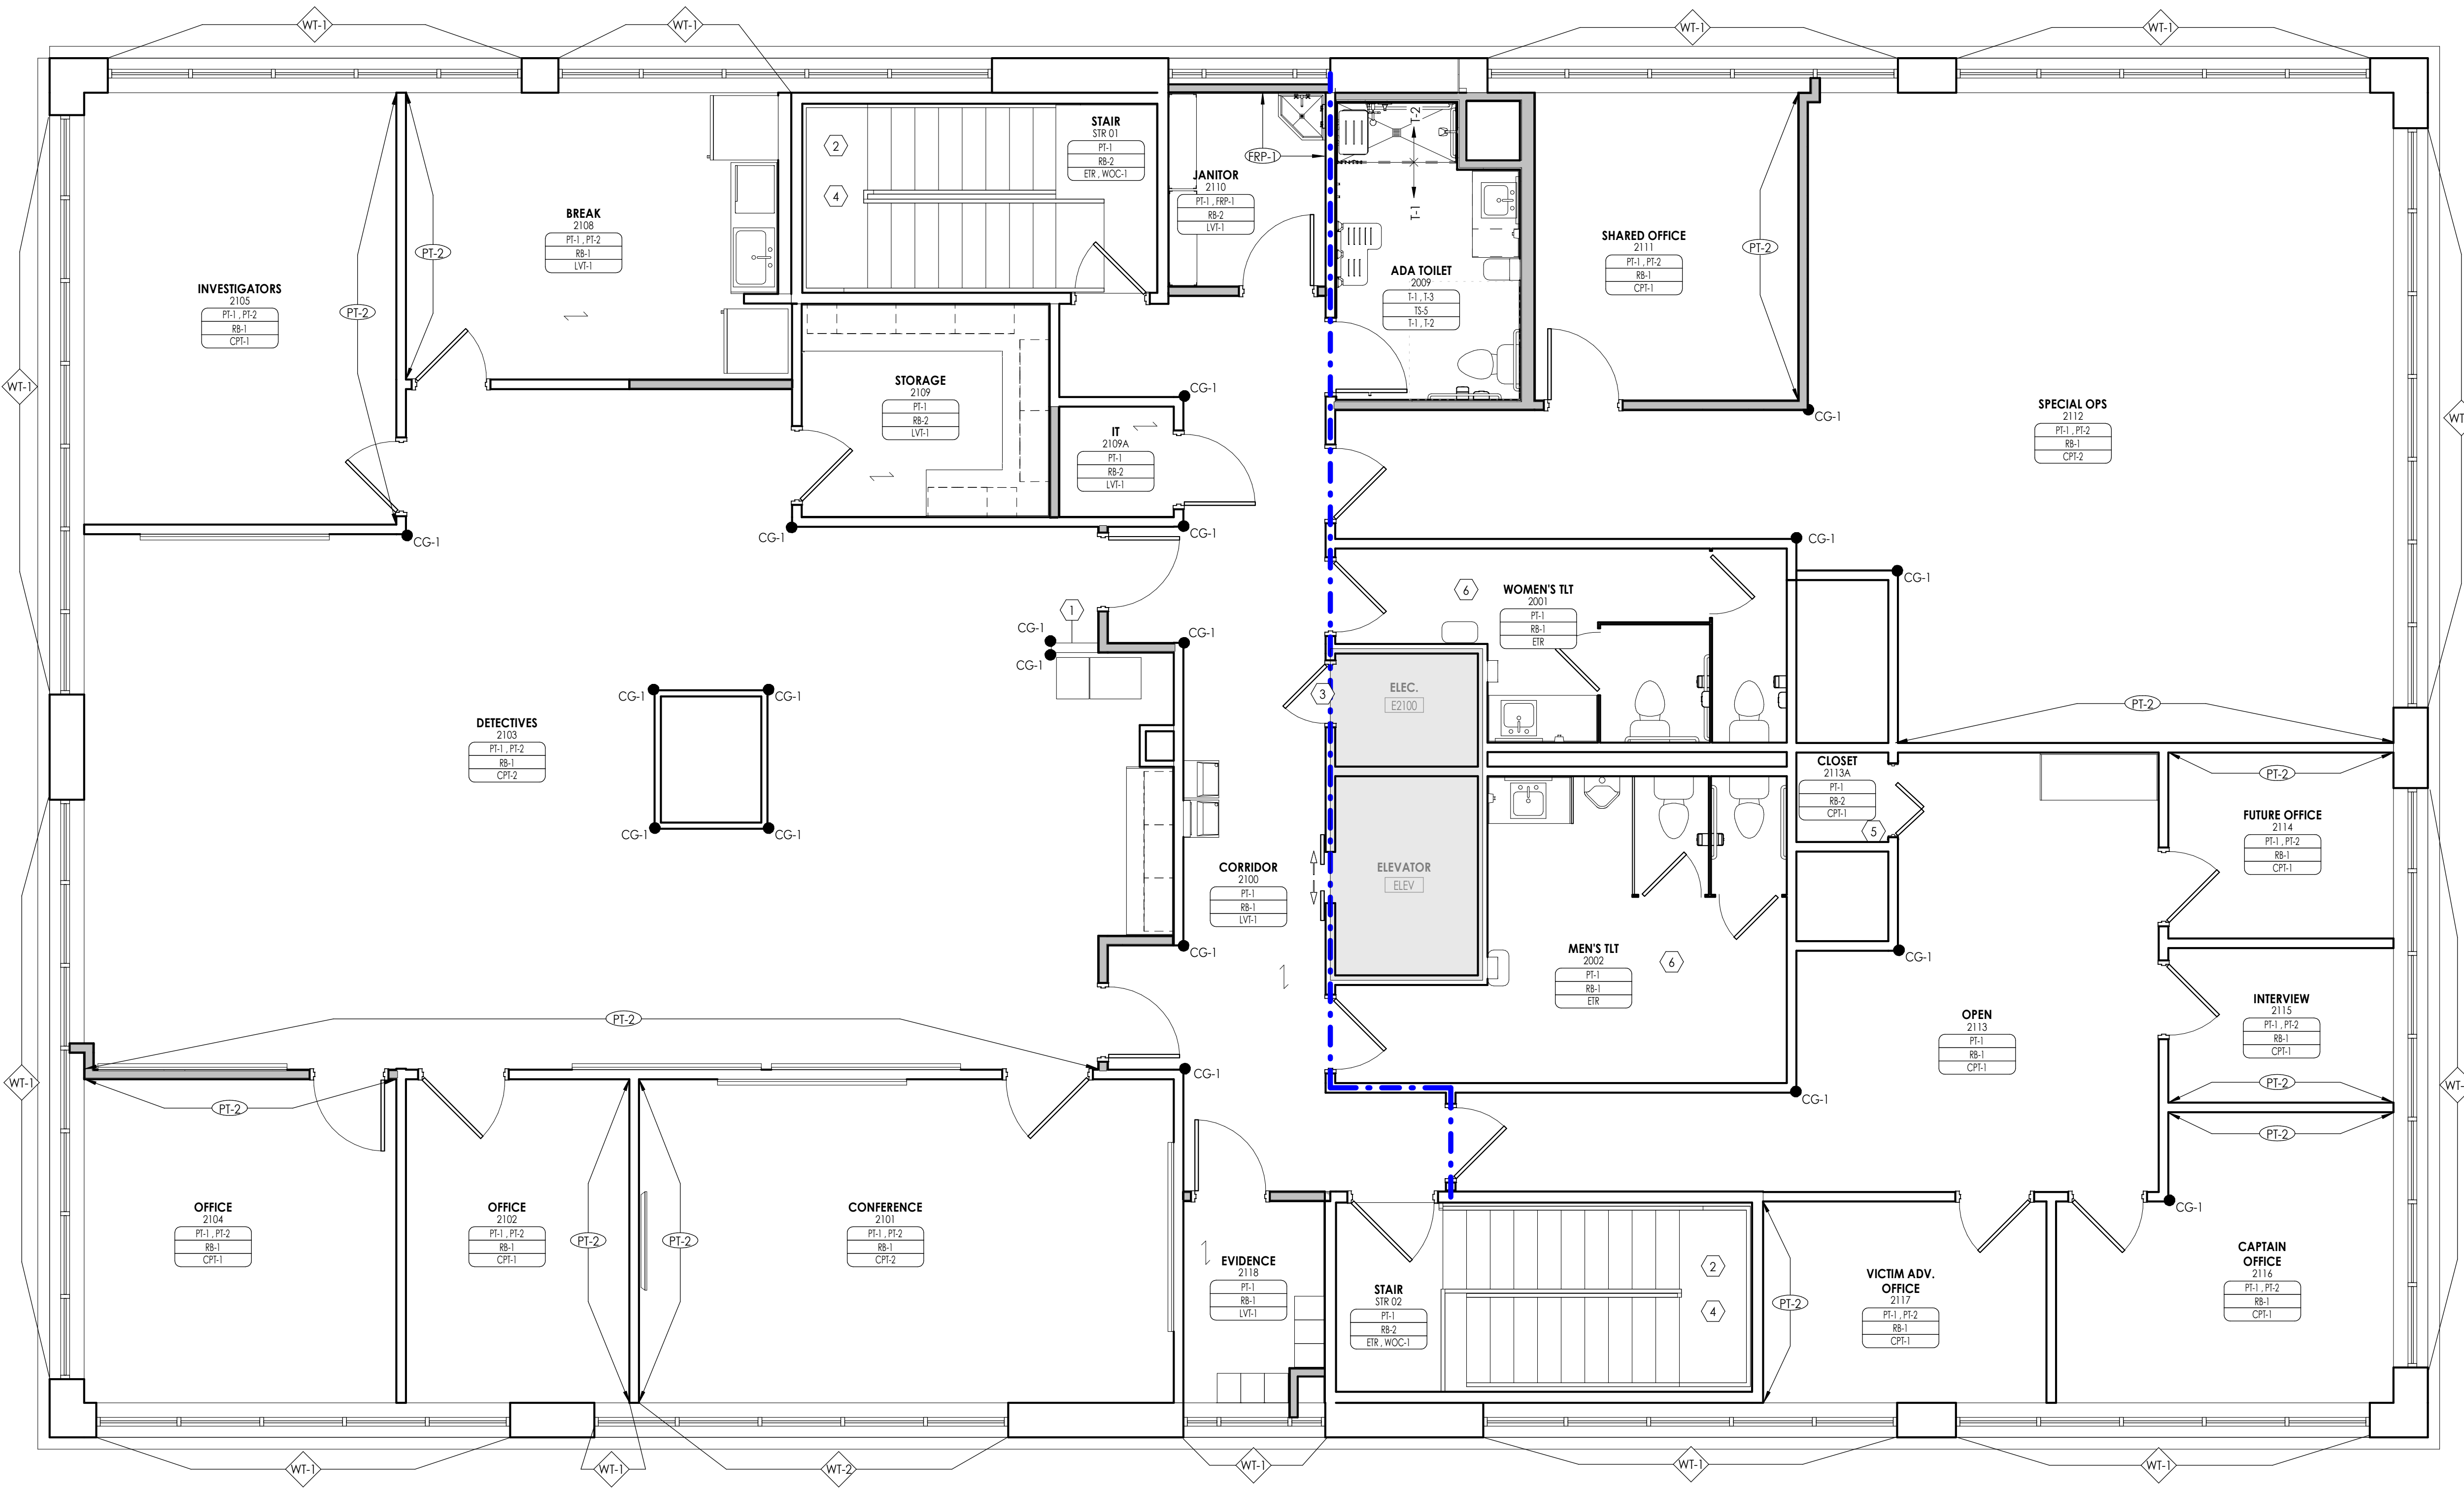 WT-1
WT-1
WT-1
WT-1
STAIR
STR 01
PT-1
RB-2
ETR , WOC-1
2
4
T-2
FRP-1
JANITOR
2110
PT-1 , FRP-1
RB-2
LVT-1
T-1
BREAK
2108
PT-1 , PT-2
RB-1
LVT-1
PT-2
SHARED OFFICE
2111
PT-1 , PT-2
RB-1
CPT-1
PT-2
ADA TOILET
2009
T-1 , T-3
TS-5
T-1 , T-2
INVESTIGATORS
2105
PT-1 , PT-2
RB-1
CPT-1
PT-2
WT-1
STORAGE
2109
PT-1
RB-2
LVT-1
CG-1
CG-1
IT
2109A
PT-1
RB-2
LVT-1
SPECIAL OPS
2112
PT-1 , PT-2
RB-1
CPT-2
WT
CG-1
CG-1
CG-1
CG-1
CG-1
WOMEN'S TLT
2001
PT-1
RB-1
ETR
6
1
CG-1
CG-1
CG-1
3
ELEC.
E2100
CG-1
CG-1
CG-1
CG-1
DETECTIVES
2103
PT-1 , PT-2
RB-1
CPT-2
PT-2
CLOSET
2113A
PT-1
RB-2
CPT-1
5
PT-2
FUTURE OFFICE
2114
PT-1 , PT-2
RB-1
CPT-1
CORRIDOR
2100
PT-1
RB-1
LVT-1
ELEVATOR
ELEV
CG-1
CG-1
MEN'S TLT
2002
PT-1
RB-1
ETR
6
INTERVIEW
2115
PT-1 , PT-2
RB-1
CPT-1
OPEN
2113
PT-1
RB-1
CPT-1
PT-2
WT-1
PT-2
CG-1
CG-1
PT-2
WT-
PT-2
OFFICE
2104
PT-1 , PT-2
RB-1
CPT-1
OFFICE
2102
PT-1 , PT-2
RB-1
CPT-1
PT-2
PT-2
CONFERENCE
2101
PT-1 , PT-2
RB-1
CPT-2
EVIDENCE
2118
PT-1
RB-1
LVT-1
STAIR
STR 02
PT-1
RB-2
ETR , WOC-1
2
4
PT-2
VICTIM ADV.
OFFICE
2117
PT-1 , PT-2
RB-1
CPT-1
CG-1
CAPTAIN
OFFICE
2116
PT-1 , PT-2
RB-1
CPT-1
WT-1
WT-1
WT-2
WT-1
WT-1
WT-1